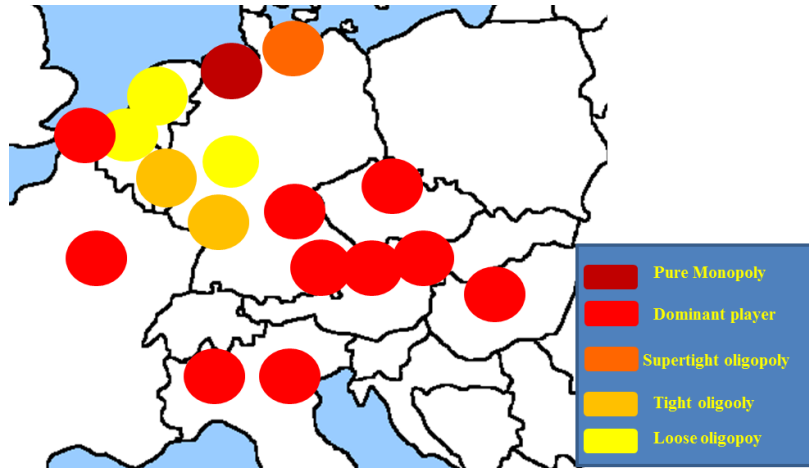 Pure Monopoly
Dominant player
Supertight oligopoly
Tight oligooly
Loose oligopoy